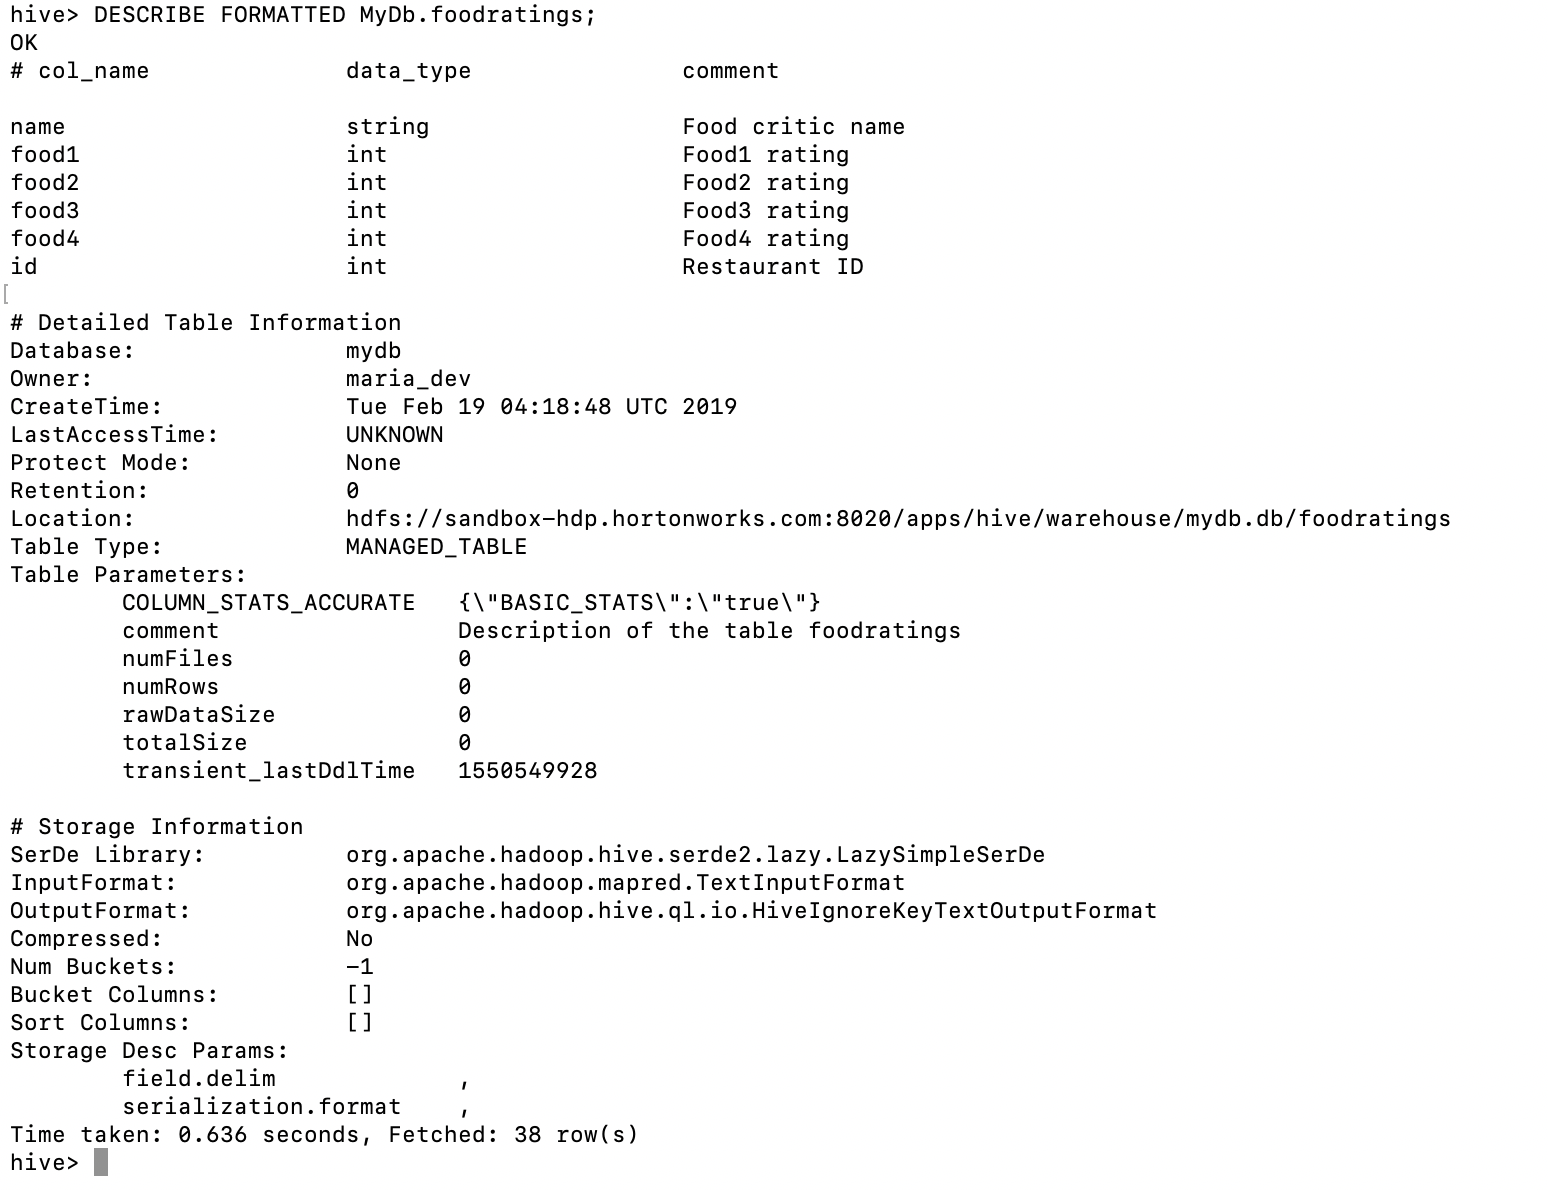 hive> DESCRIBE FORMATTED MyDb.foodratings;
OK
# col_name data_type comment
name string Food critic name
food1 int Food1 rating
food2 int Food2 rating
food3 int Food3 rating
food4 int Food4 rating
id int Restaurant ID
[
# Detailed Table Information
Database: mydb
Owner: maria_dev
CreateTime: Tue Feb 19 04:18:48 UTC 2019
LastAccessTime: UNKNOWN
Protect Mode: None
Retention: 0
Location: hdfs://sandbox-hdp.hortonworks.com:8020/apps/hive/warehouse/mydb.db/foodratings
Table Type: MANAGED_TABLE
Table Parameters:
COLUMN_STATS_ACCURATE {\"BASIC_STATS\":\"true\"}
comment Description of the table foodratings
numFiles 0
numRows 0
rawDataSize 0
totalSize 0
transient_lastDdlTime 1550549928
# Storage Information
SerDe Library: org.apache.hadoop.hive.serde2.lazy.LazySimpleSerDe
InputFormat: org.apache.hadoop.mapred.TextInputFormat
OutputFormat: org.apache.hadoop.hive.ql.io.HiveIgnoreKeyTextOutputFormat
Compressed: No
Num Buckets: -1
Bucket Columns: []
Sort Columns: []
Storage Desc Params:
field.delim ,
serialization.format ,
Time taken: 0.636 seconds, Fetched: 38 row(s)
hive>